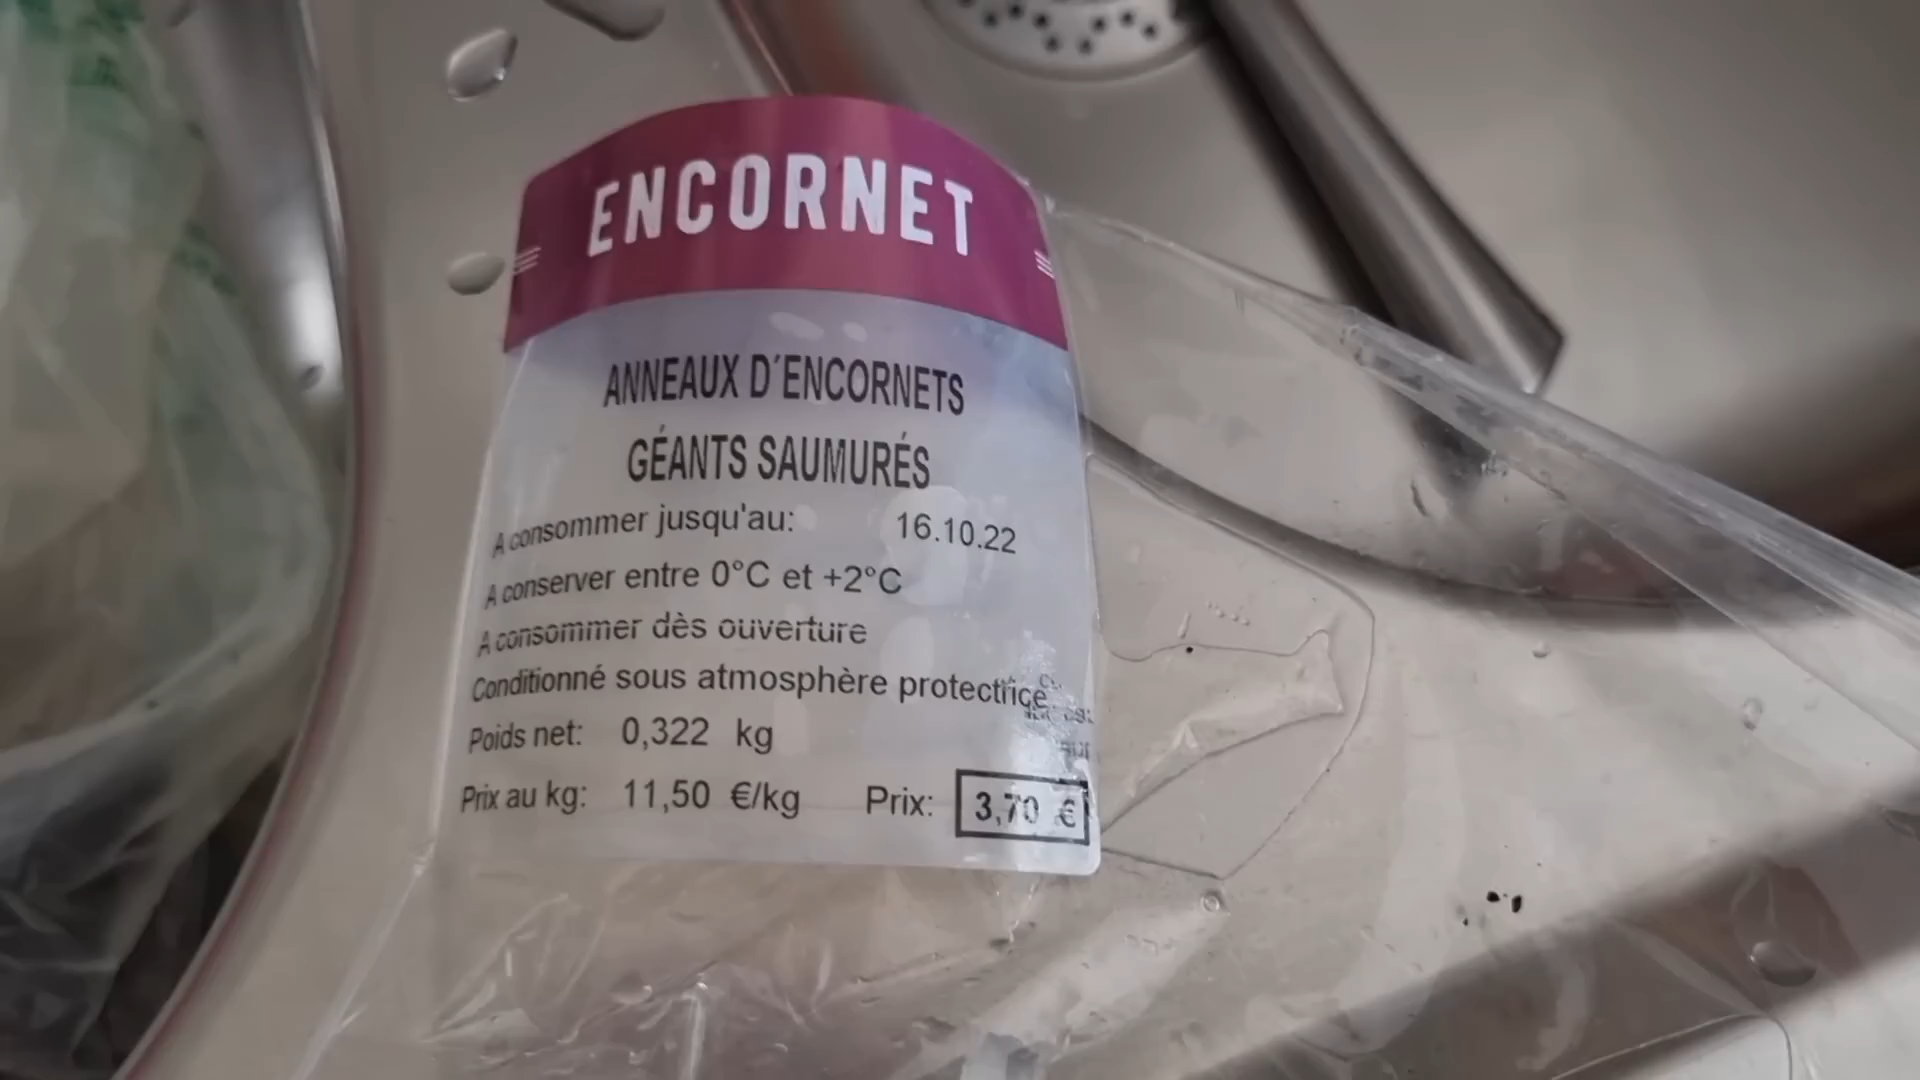 ENCORNET
ANNEAUX D´ENCORNETS
GÉANTS SAUMURÉS
A consommer jusqu'au: 16.10.22
A conserver entre 0°C et +2°C
A consommer dès ouverture
Conditionné sous atmosphère protectrice
Poids net: 0,322 kg
Prix au kg: 11,50 €/kg Prix: 3,70 €